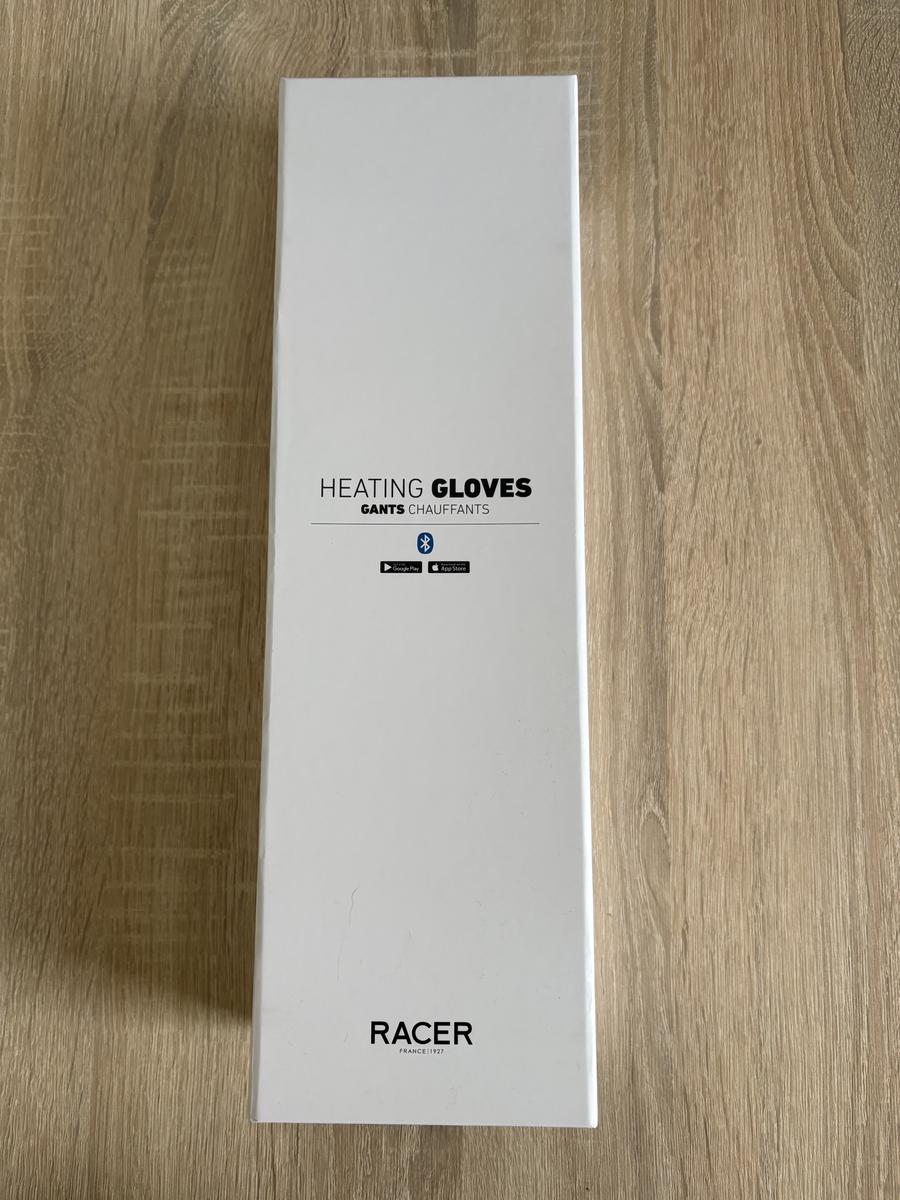 HEATING GLOVES
GANTS CHAUFFANTS
Google Play
App Store
RACER
FRANCE | 1927